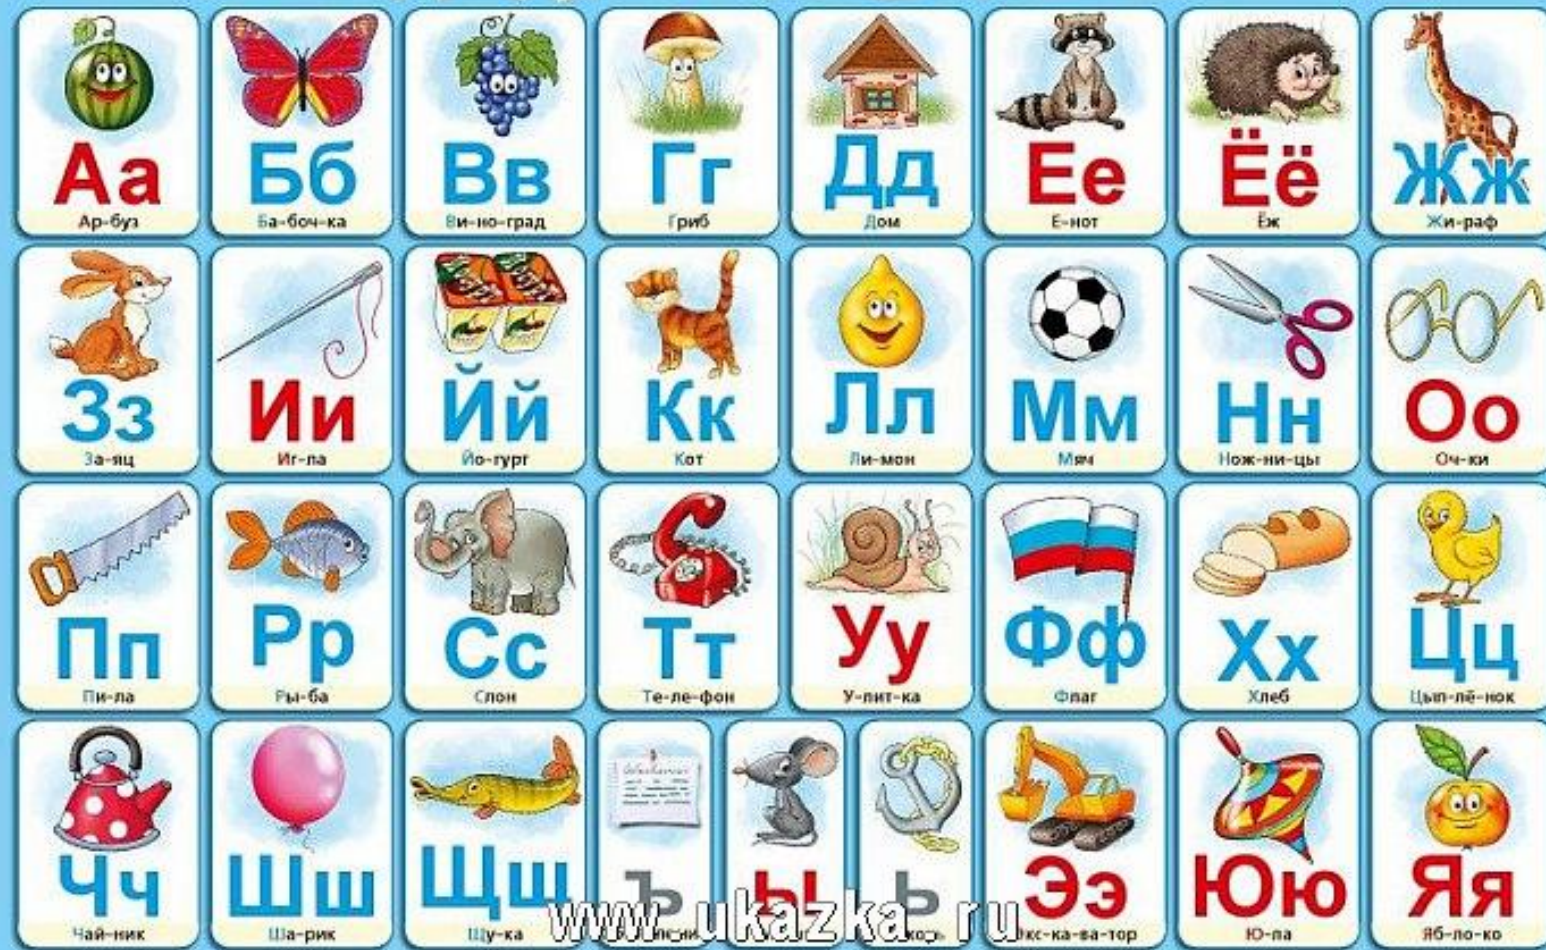 Аа Бб Вв Гг Дд Ее Ёё Жж
Ар-буз Ба-боч-ка Ви-но-град Гриб Дом Е-нот Ёж Жи-раф
Зз Ии Йй Кк Лл Мм Нн Оо
За-яц Иг-ла Йо-гурт Кот Ли-мон Мяч Нож-ни-цы Оч-ки
Пп Рр Сс Тт Уу Фф Хх Цц
Пи-ла Ры-ба Слон Те-ле-фон У-лит-ка Флаг Хлеб Цып-лё-нок
Чч Шш Щщ ъ ы ь Ээ Юю Яя
www.ukazka.ru
Чай-ник Ша-рик Щу-ка Экс-ка-ва-тор Ю-ла Яб-ло-ко